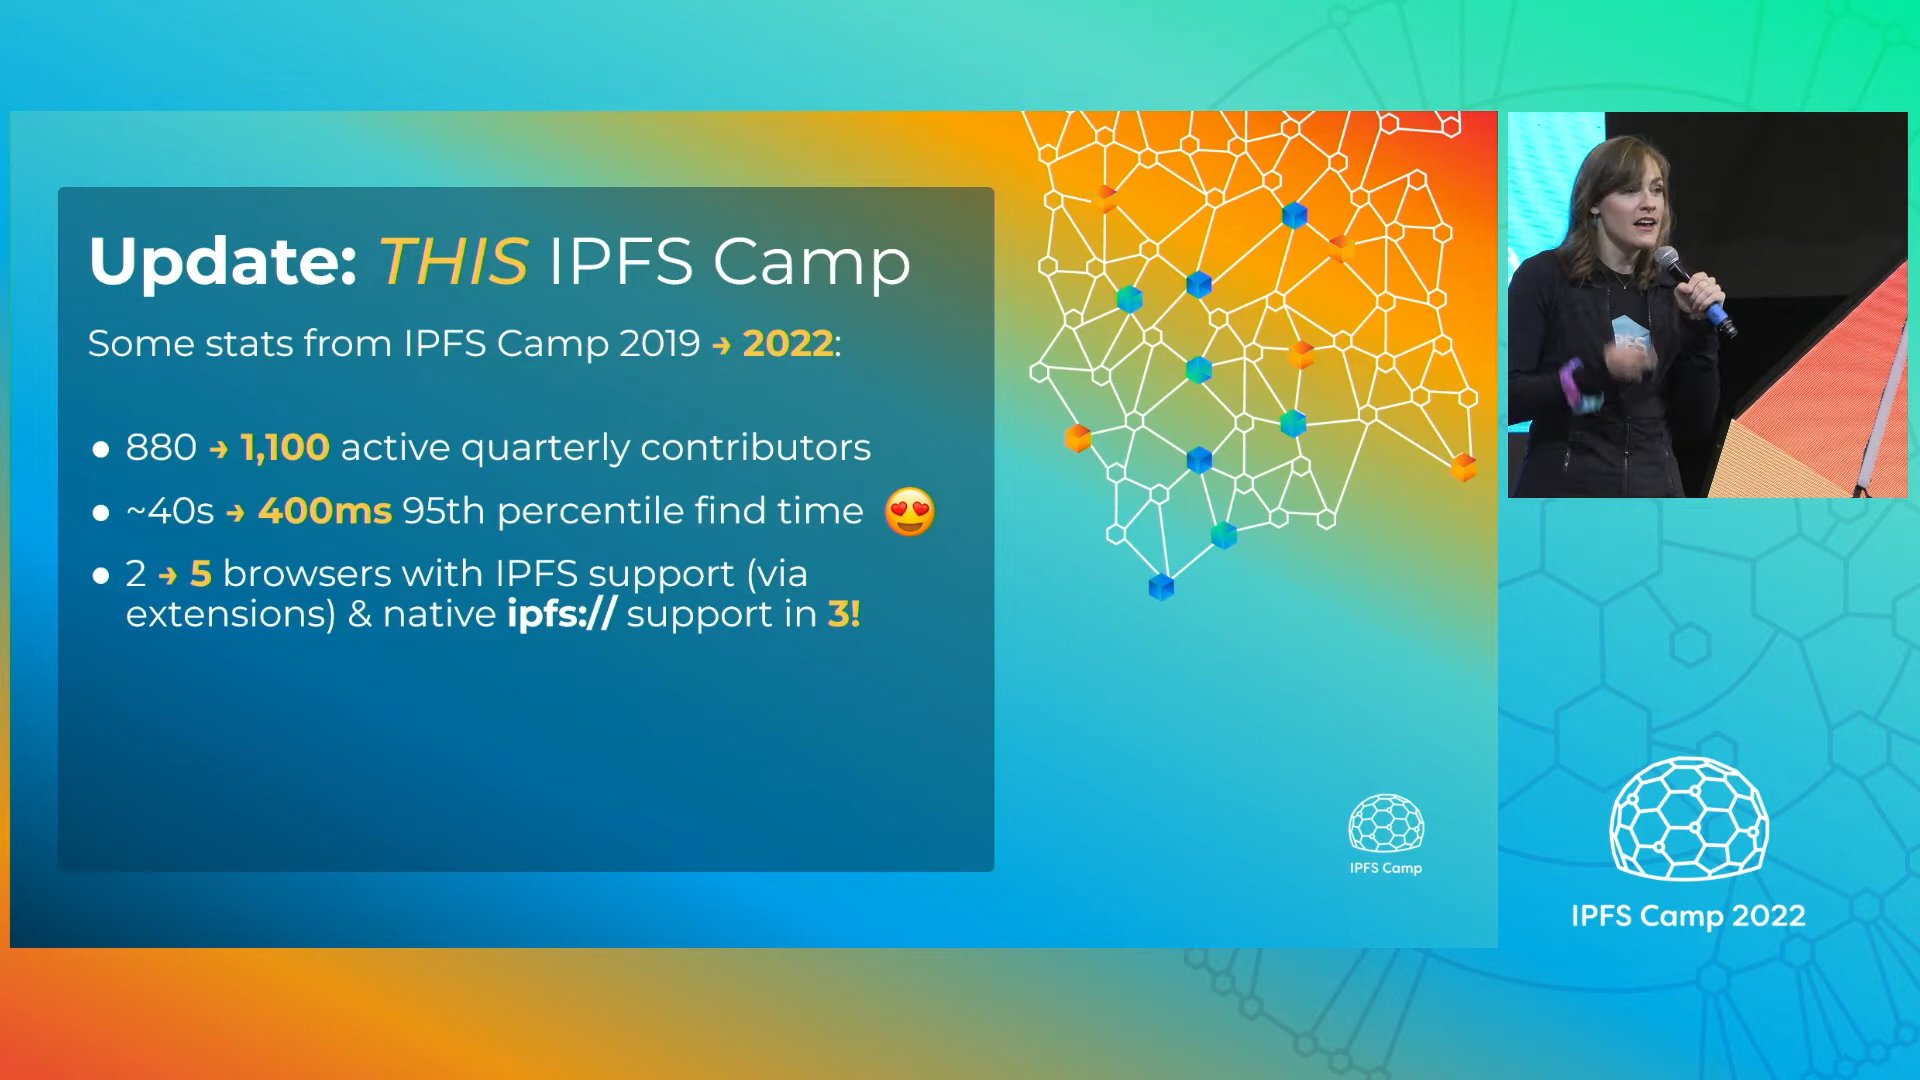 Update: THIS IPFS Camp
Some stats from IPFS Camp 2019 → 2022:
● 880 → 1,100 active quarterly contributors
● ~40s → 400ms 95th percentile find time 😍
● 2 → 5 browsers with IPFS support (via
extensions) & native ipfs:// support in 3!
IPFS Camp
IPFS
IPFS Camp 2022